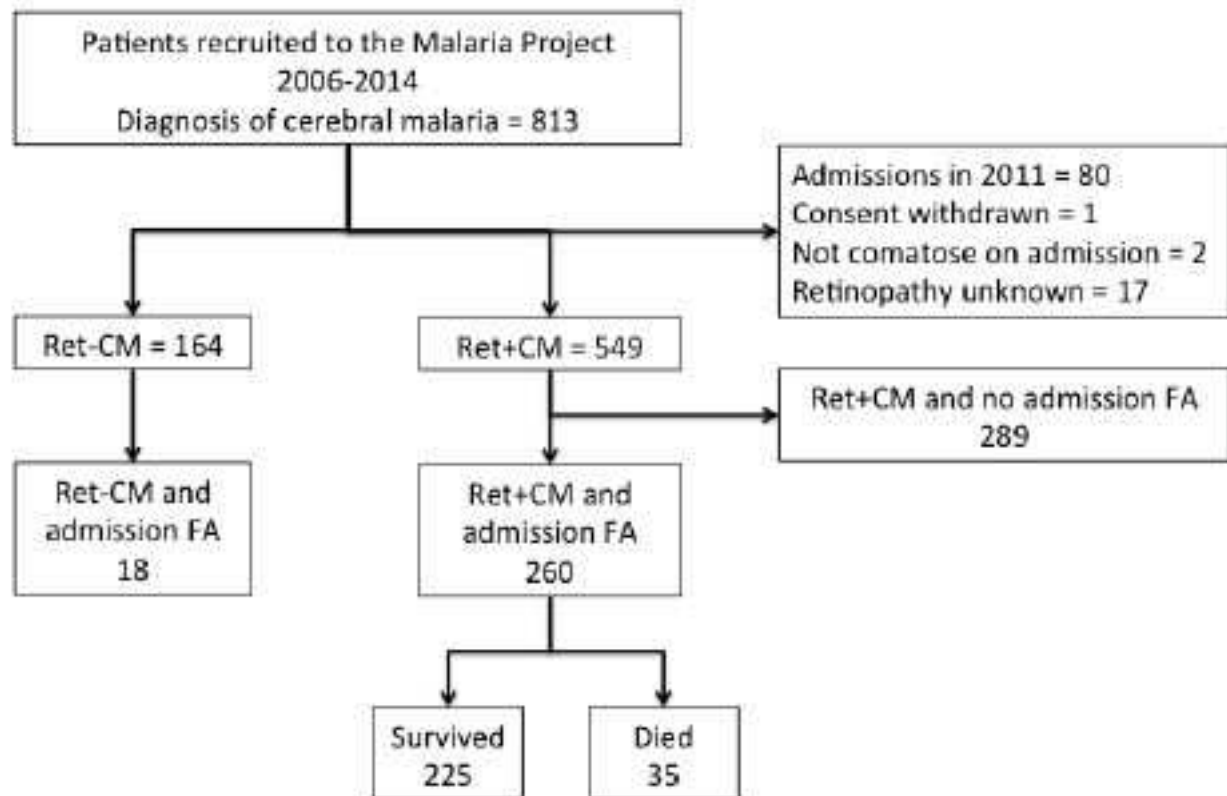 Patients recruited to the Malaria Project
2006-2014
Diagnosis of cerebral malaria = 813
Admissions in 2011 = 80
Consent withdrawn = 1
Not comatose on admission = 2
Retinopathy unknown = 17
Ret-CM = 164
Ret+CM = 549
Ret+CM and no admission FA
289
Ret-CM and
admission FA
18
Ret+CM and
admission FA
260
Survived
225
Died
35